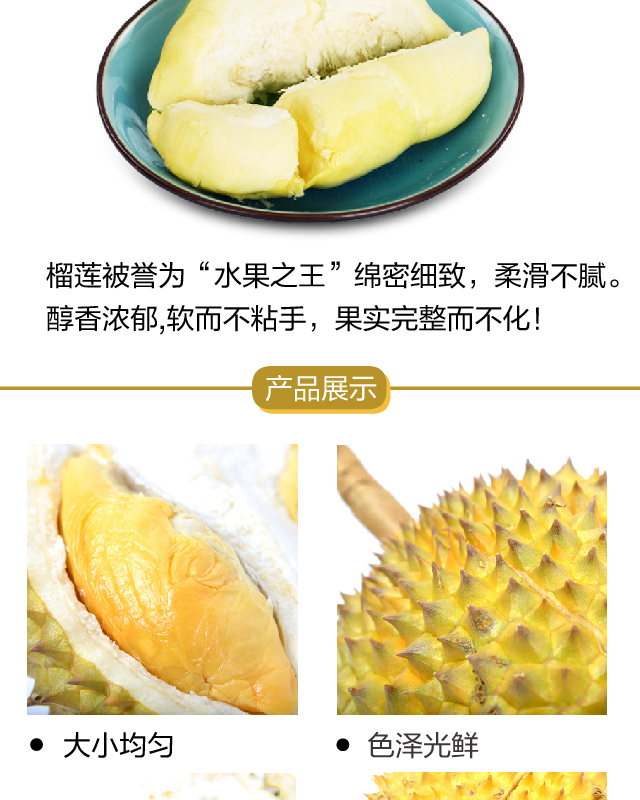 榴莲被誉为“水果之王”绵密细致，柔滑不腻。
醇香浓郁,软而不粘手，果实完整而不化！
产品展示
● 大小均匀
● 色泽光鲜